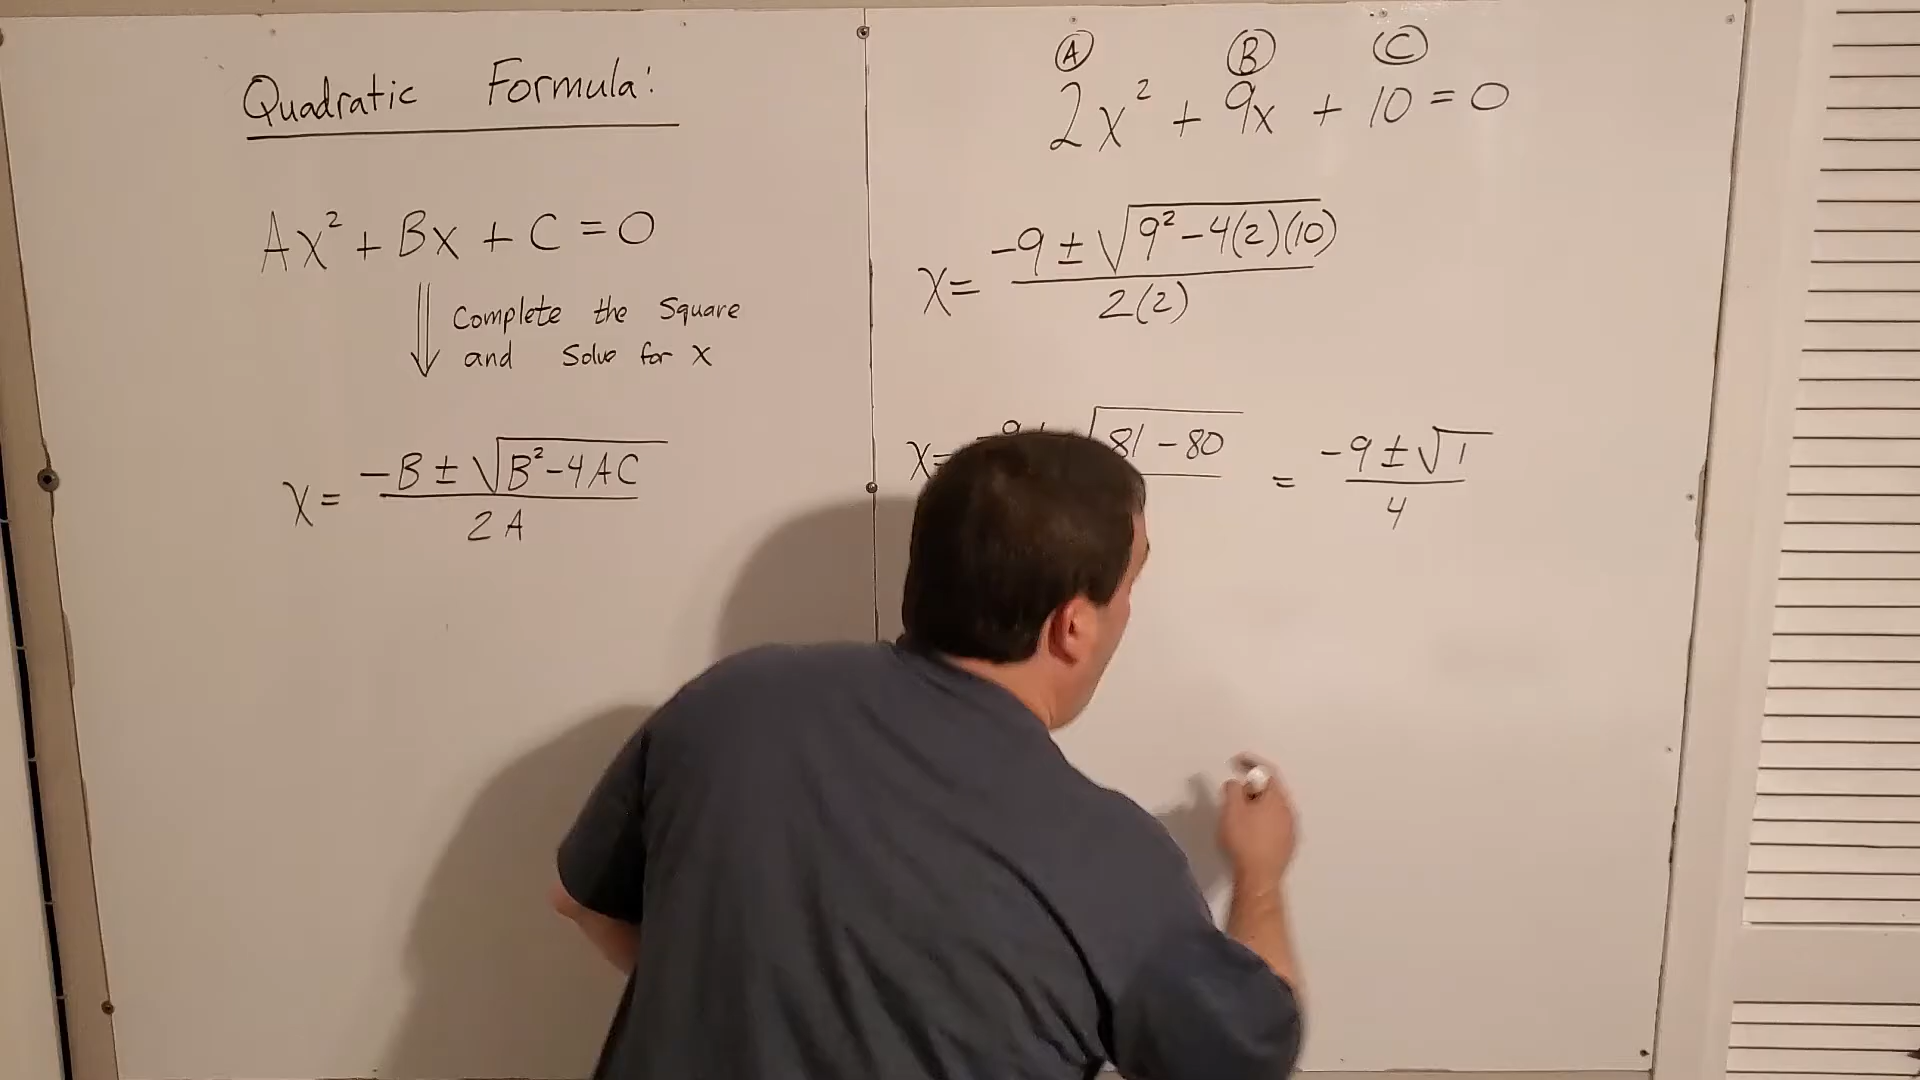 Quadratic Formula:
Ax² + Bx + C = 0
Complete the Square
and Solve for x
x = (-B ± √(B² - 4AC)) / 2A
Ⓐ Ⓑ Ⓒ
2x² + 9x + 10 = 0
x = (-9 ± √(9² - 4(2)(10))) / 2(2)
x= -9 ± √(81 - 80) = (-9 ± √1) / 4